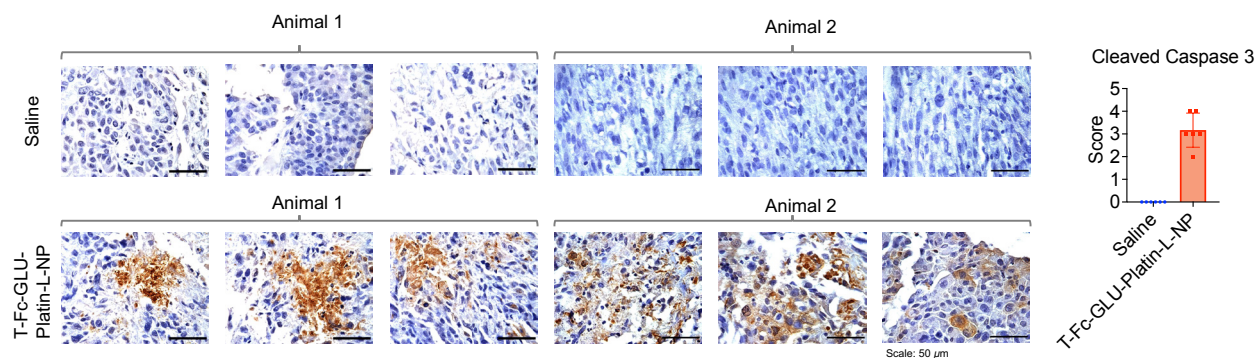 Animal 1
Animal 2
Saline
Animal 1
Animal 2
T-Fc-GLU-
Platin-L-NP
Scale: 50 µm
Cleaved Caspase 3
Score
5
4
3
2
1
0
Saline
T-Fc-GLU-Platin-L-NP